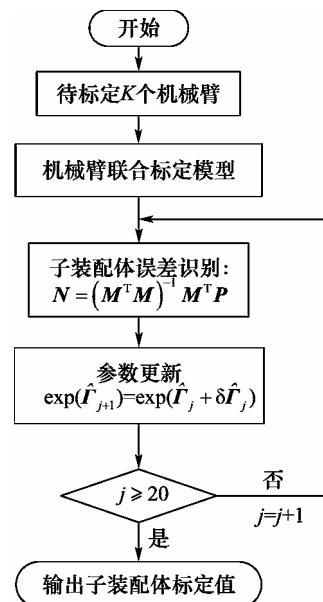 开始
待标定K个机械臂
机械臂联合标定模型
子装配体误差识别:
N=(MᵀM)⁻¹MᵀP
参数更新
exp(Γ̂ⱼ₊₁)=exp(Γ̂ⱼ+δΓ̂ⱼ)
j⩾20
否
j=j+1
是
输出子装配体标定值